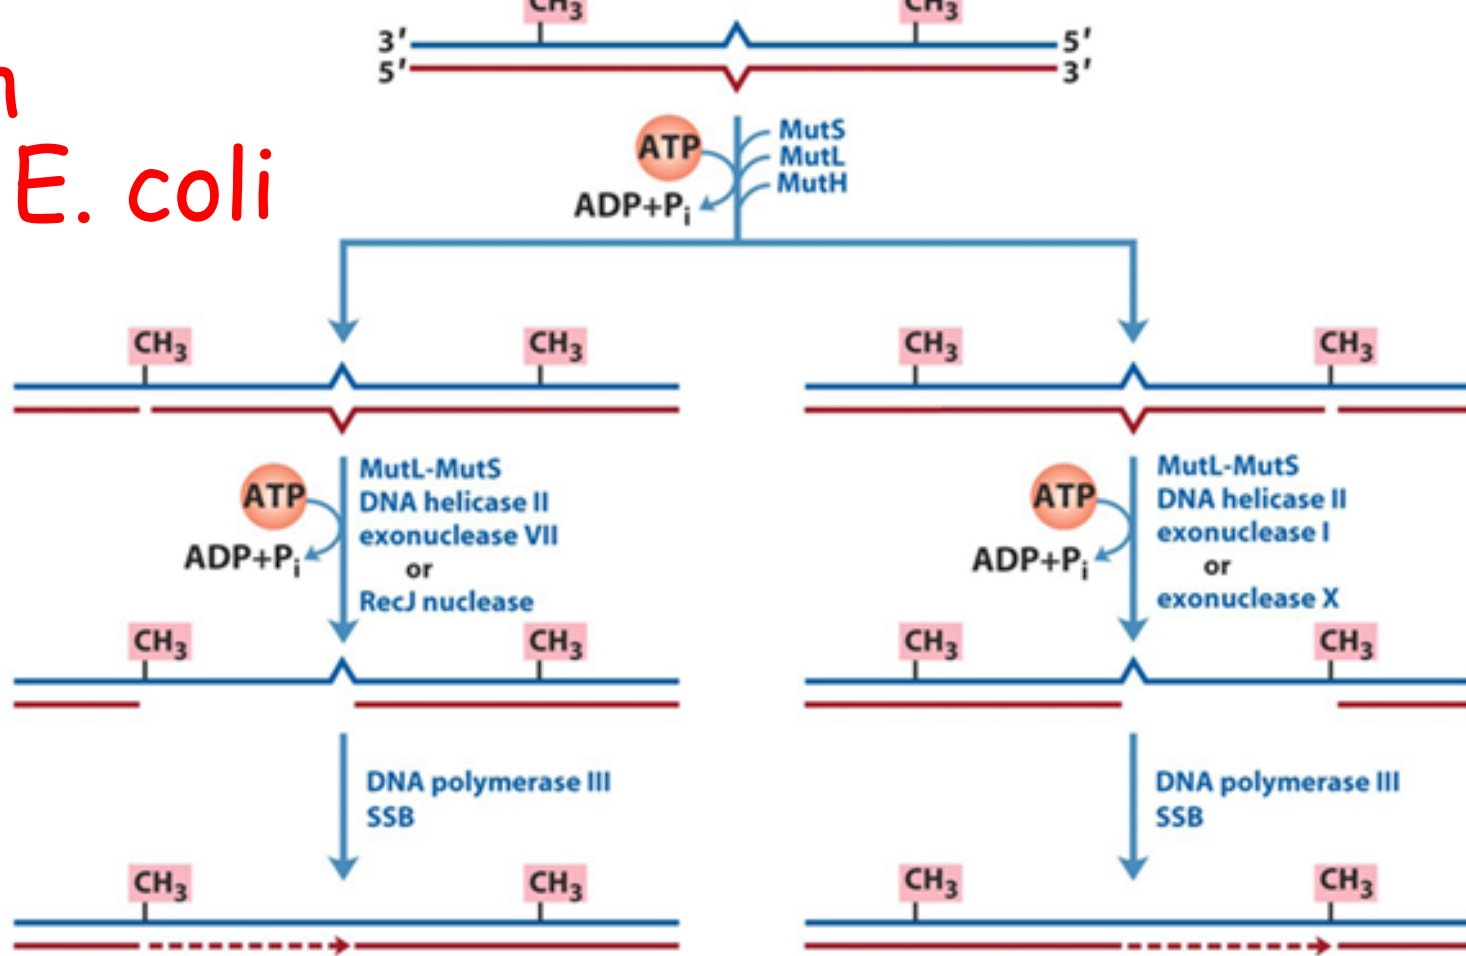 CH3 CH3
3′ 5′
5′ 3′
n
E. coli
ATP
ADP+Pi
MutS
MutL
MutH
CH3 CH3
ATP
ADP+Pi
MutL-MutS
DNA helicase II
exonuclease VII
or
RecJ nuclease
CH3 CH3
ATP
ADP+Pi
MutL-MutS
DNA helicase II
exonuclease I
or
exonuclease X
CH3 CH3
DNA polymerase III
SSB
CH3 CH3
DNA polymerase III
SSB
CH3 CH3
CH3 CH3